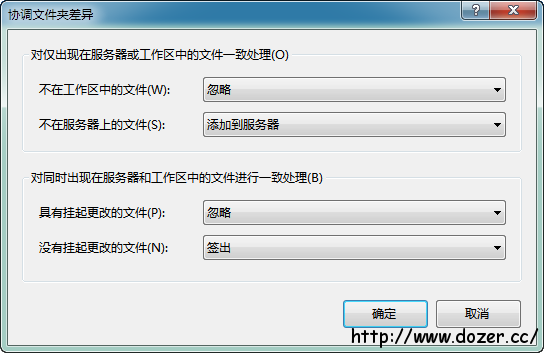 协调文件夹差异
对仅出现在服务器或工作区中的文件一致处理(O)
不在工作区中的文件(W): 忽略
不在服务器上的文件(S): 添加到服务器
对同时出现在服务器和工作区中的文件进行一致处理(B)
具有挂起更改的文件(P): 忽略
没有挂起更改的文件(N): 签出
确定 取消
http://www.dozer.cc/